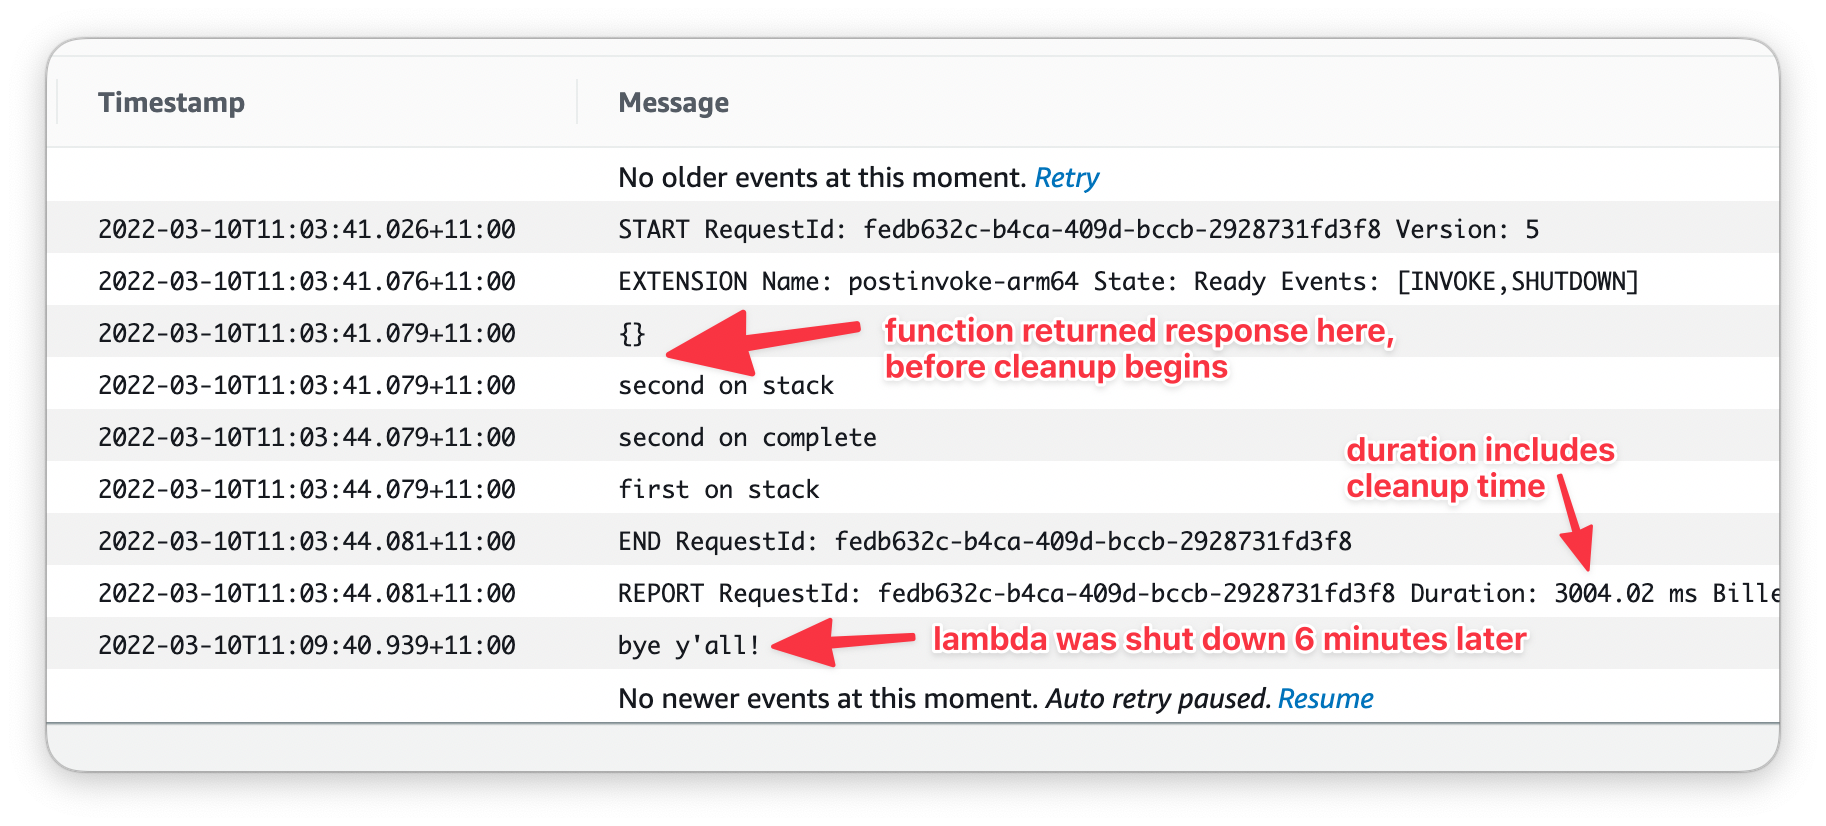 Timestamp Message
No older events at this moment. Retry
2022-03-10T11:03:41.026+11:00 START RequestId: fedb632c-b4ca-409d-bccb-2928731fd3f8 Version: 5
2022-03-10T11:03:41.076+11:00 EXTENSION Name: postinvoke-arm64 State: Ready Events: [INVOKE,SHUTDOWN]
2022-03-10T11:03:41.079+11:00 {}
function returned response here,
before cleanup begins
2022-03-10T11:03:41.079+11:00 second on stack
2022-03-10T11:03:44.079+11:00 second on complete
duration includes
cleanup time
2022-03-10T11:03:44.079+11:00 first on stack
2022-03-10T11:03:44.081+11:00 END RequestId: fedb632c-b4ca-409d-bccb-2928731fd3f8
2022-03-10T11:03:44.081+11:00 REPORT RequestId: fedb632c-b4ca-409d-bccb-2928731fd3f8 Duration: 3004.02 ms Bille
2022-03-10T11:09:40.939+11:00 bye y'all! lambda was shut down 6 minutes later
No newer events at this moment. Auto retry paused. Resume